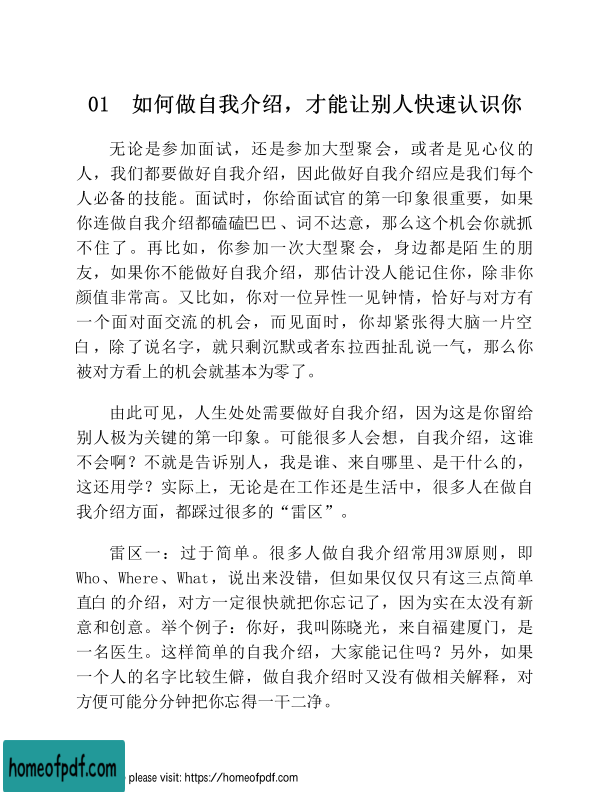 01 如何做自我介绍，才能让别人快速认识你
无论是参加面试，还是参加大型聚会，或者是见心仪的
人，我们都要做好自我介绍，因此做好自我介绍应是我们每个
人必备的技能。面试时，你给面试官的第一印象很重要，如果
你连做自我介绍都磕磕巴巴、词不达意，那么这个机会你就抓
不住了。再比如，你参加一次大型聚会，身边都是陌生的朋
友，如果你不能做好自我介绍，那估计没人能记住你，除非你
颜值非常高。又比如，你对一位异性一见钟情，恰好与对方有
一个面对面交流的机会，而见面时，你却紧张得大脑一片空
白，除了说名字，就只剩沉默或者东拉西扯乱说一气，那么你
被对方看上的机会就基本为零了。
由此可见，人生处处需要做好自我介绍，因为这是你留给
别人极为关键的第一印象。可能很多人会想，自我介绍，这谁
不会啊？不就是告诉别人，我是谁、来自哪里、是干什么的，
这还用学？实际上，无论是在工作还是生活中，很多人在做自
我介绍方面，都踩过很多的“雷区”。
雷区一：过于简单。很多人做自我介绍常用3W原则，即
Who、Where、What，说出来没错，但如果仅仅只有这三点简单
直白的介绍，对方一定很快就把你忘记了，因为实在太没有新
意和创意。举个例子：你好，我叫陈晓光，来自福建厦门，是
一名医生。这样简单的自我介绍，大家能记住吗？另外，如果
一个人的名字比较生僻，做自我介绍时又没有做相关解释，对
方便可能分分钟把你忘得一干二净。
homeofpdf.com
please visit: https://homeofpdf.com